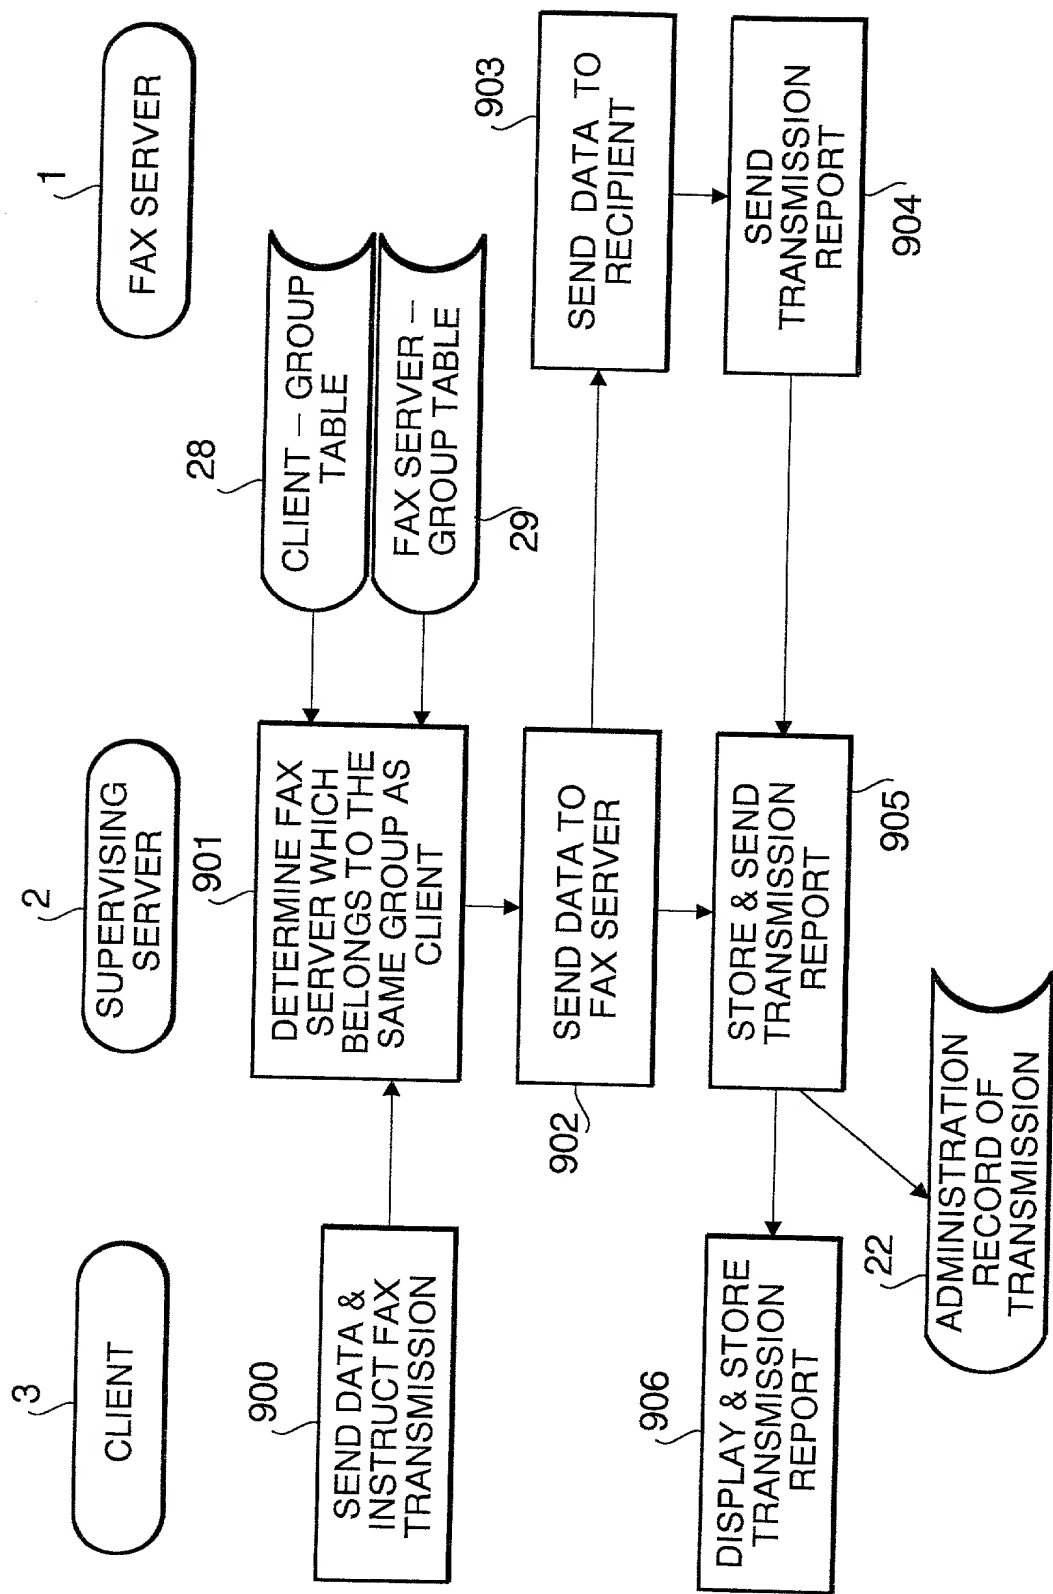 3
CLIENT
2
SUPERVISING
SERVER
1
FAX SERVER
900
SEND DATA &
INSTRUCT FAX
TRANSMISSION
901
DETERMINE FAX
SERVER WHICH
BELONGS TO THE
SAME GROUP AS
CLIENT
28
CLIENT – GROUP
TABLE
FAX SERVER –
GROUP TABLE
29
SEND DATA TO
FAX SERVER
902
903
SEND DATA TO
RECIPIENT
SEND
TRANSMISSION
REPORT
904
STORE & SEND
TRANSMISSION
REPORT
905
906
DISPLAY & STORE
TRANSMISSION
REPORT
22
ADMINISTRATION
RECORD OF
TRANSMISSION